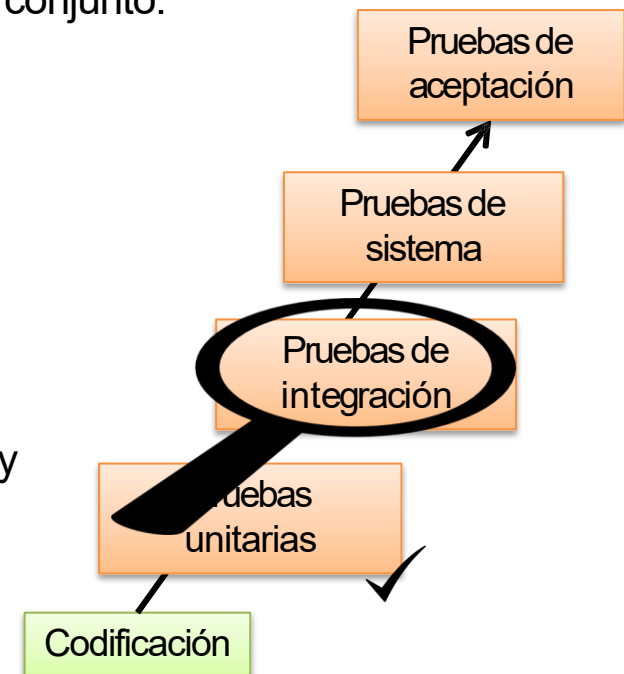 conjunto.
Pruebas de
aceptación
Pruebas de
sistema
Pruebas de
integración
y
unitarias
Codificación